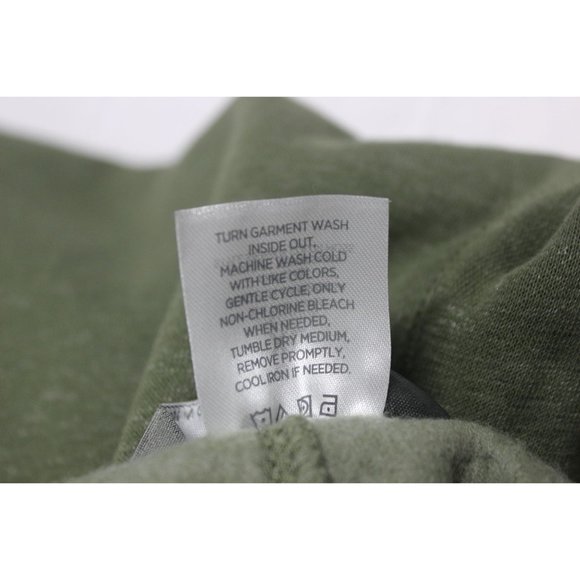 TURN GARMENT WASH
INSIDE OUT,
MACHINE WASH COLD
WITH LIKE COLORS,
GENTLE CYCLE, ONLY
NON-CHLORINE BLEACH
WHEN NEEDED,
TUMBLE DRY MEDIUM,
REMOVE PROMPTLY,
COOL IRON IF NEEDED.